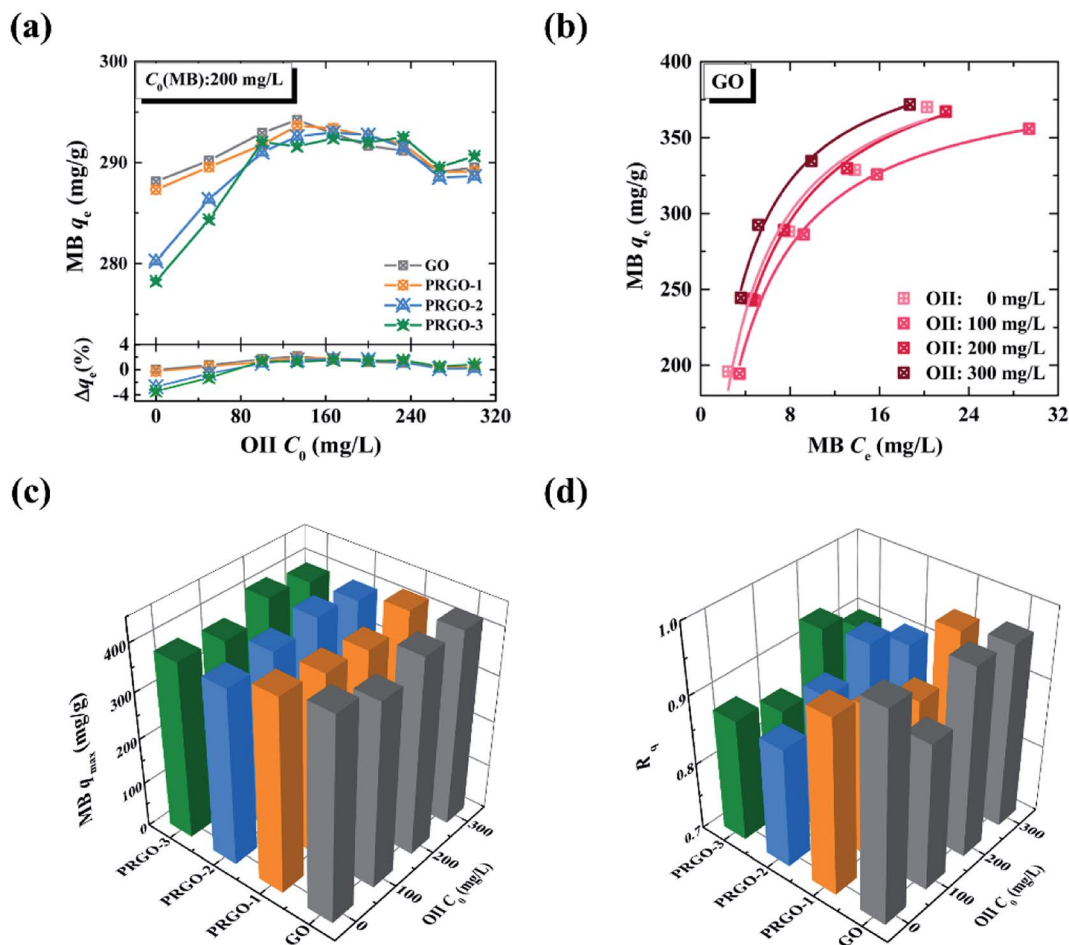 (a)
300
290
280
MB qe (mg/g)
C0(MB):200 mg/L
GO
PRGO-1
PRGO-2
PRGO-3
4
0
-4
Δqe(%)
0 80 160 240 320
OII C0 (mg/L)
(b)
400
350
300
250
200
MB qe (mg/g)
GO
OII: 0 mg/L
OII: 100 mg/L
OII: 200 mg/L
OII: 300 mg/L
0 8 16 24 32
MB Ce (mg/L)
(c)
400
300
200
100
0
MB qmax (mg/g)
PRGO-3
PRGO-2
PRGO-1
GO
0
100
200
300
OII C0 (mg/L)
(d)
1.0
0.9
0.8
0.7
Rq
PRGO-3
PRGO-2
PRGO-1
GO
0
100
200
300
OII C0 (mg/L)